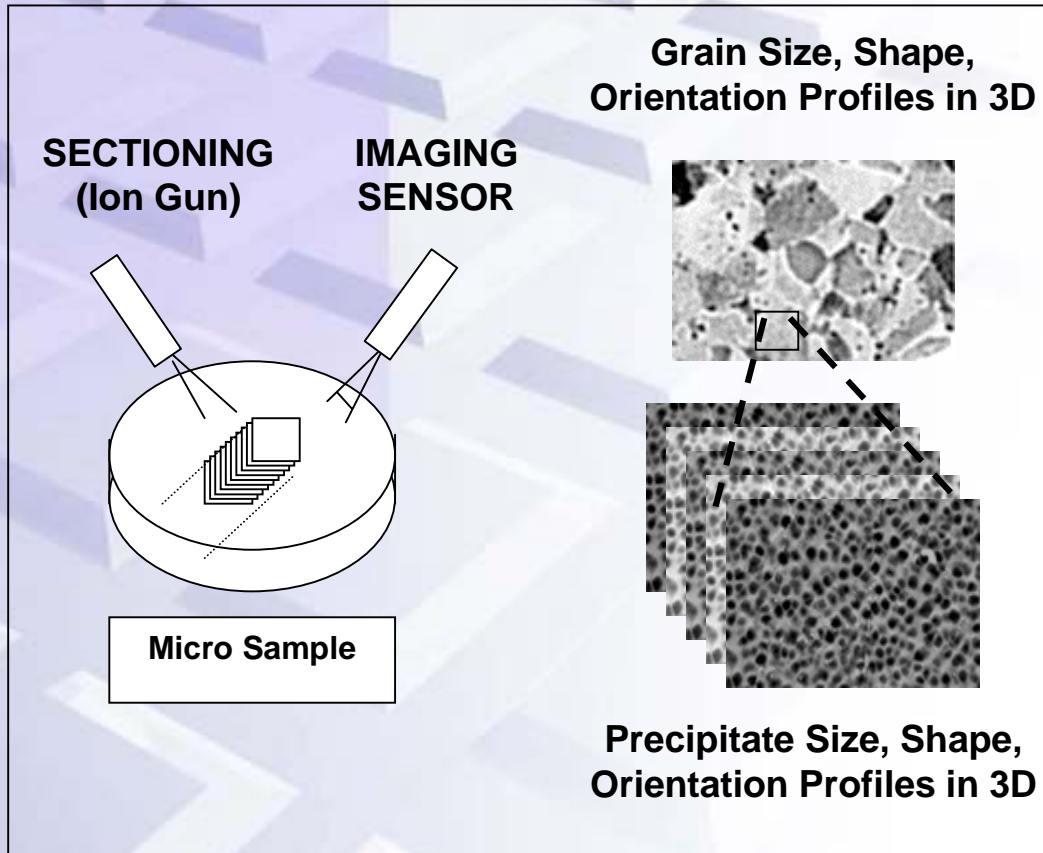 Grain Size, Shape,
Orientation Profiles in 3D
SECTIONING
(Ion Gun)
IMAGING
SENSOR
Micro Sample
Precipitate Size, Shape,
Orientation Profiles in 3D